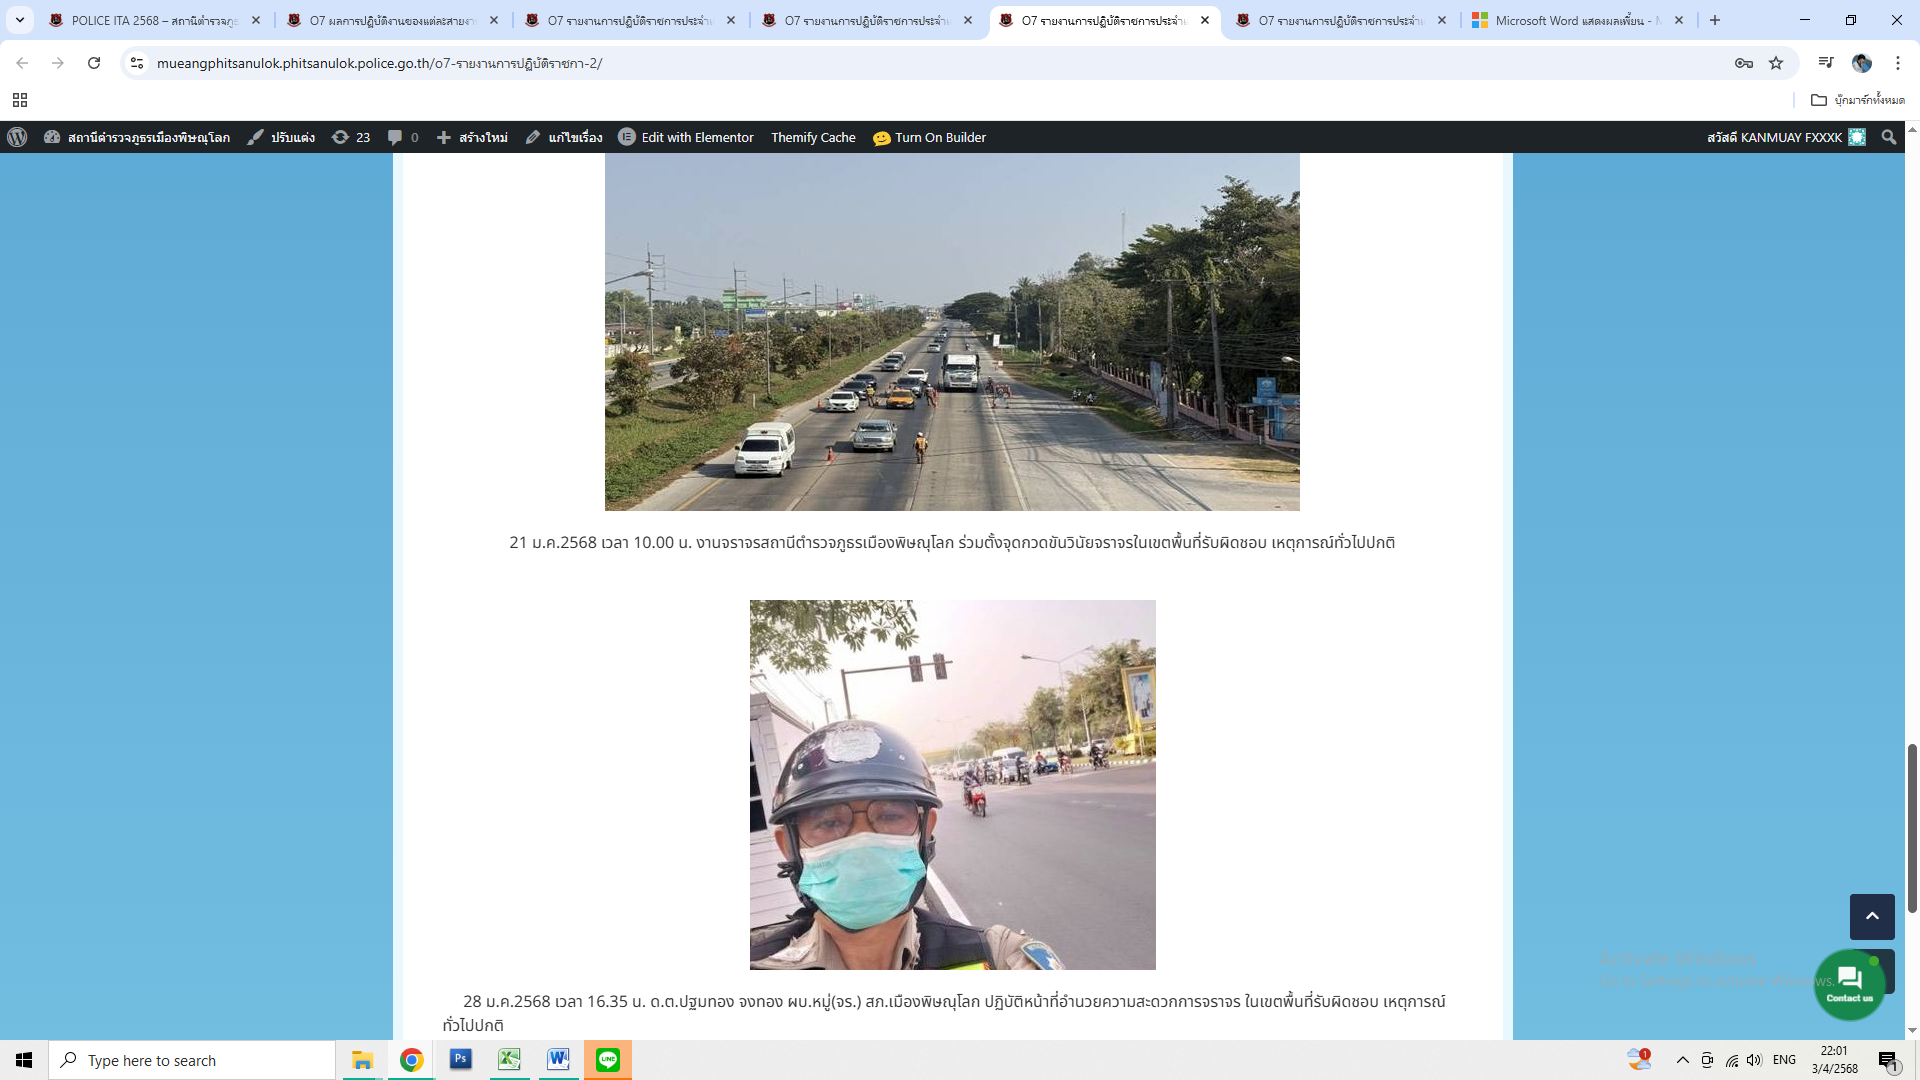 POLICE ITA 2568 – สถานีตำรวจภูธร
O7 ผลการปฏิบัติงานของแต่ละสายงาน
O7 รายงานการปฏิบัติราชการประจำ
O7 รายงานการปฏิบัติราชการประจำ
O7 รายงานการปฏิบัติราชการประจำ
O7 รายงานการปฏิบัติราชการประจำ
Microsoft Word แสดงผลเพี้ยน -
mueangphitsanulok.phitsanulok.police.go.th/o7-รายงานการปฏิบัติราชกา-2/
บุ๊กมาร์กทั้งหมด
สถานีตำรวจภูธรเมืองพิษณุโลก ปรับแต่ง 23 0 สร้างใหม่ แก้ไขเรื่อง Edit with Elementor Themify Cache Turn On Builder สวัสดี KANMUAY FXXXK
21 ม.ค.2568 เวลา 10.00 น. งานจราจรสถานีตำรวจภูธรเมืองพิษณุโลก ร่วมตั้งจุดกวดขันวินัยจราจรในเขตพื้นที่รับผิดชอบ เหตุการณ์ทั่วไปปกติ
28 ม.ค.2568 เวลา 16.35 น. ด.ต.ปฐมทอง จงทอง ผบ.หมู่(จร.) สภ.เมืองพิษณุโลก ปฏิบัติหน้าที่อำนวยความสะดวกการจราจร ในเขตพื้นที่รับผิดชอบ เหตุการณ์
ทั่วไปปกติ
Activate Windows
Contact us
Type here to search
Ps
LINE
1
ENG
22:01
3/4/2568
1